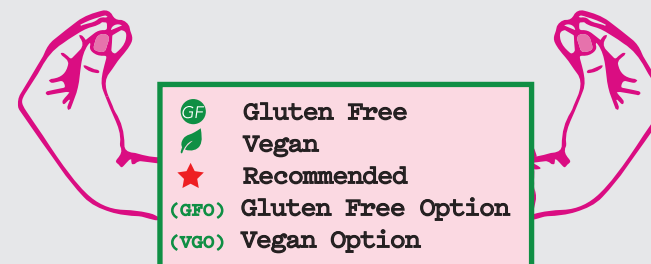 GF Gluten Free
Vegan
Recommended
(GFO) Gluten Free Option
(VGO) Vegan Option